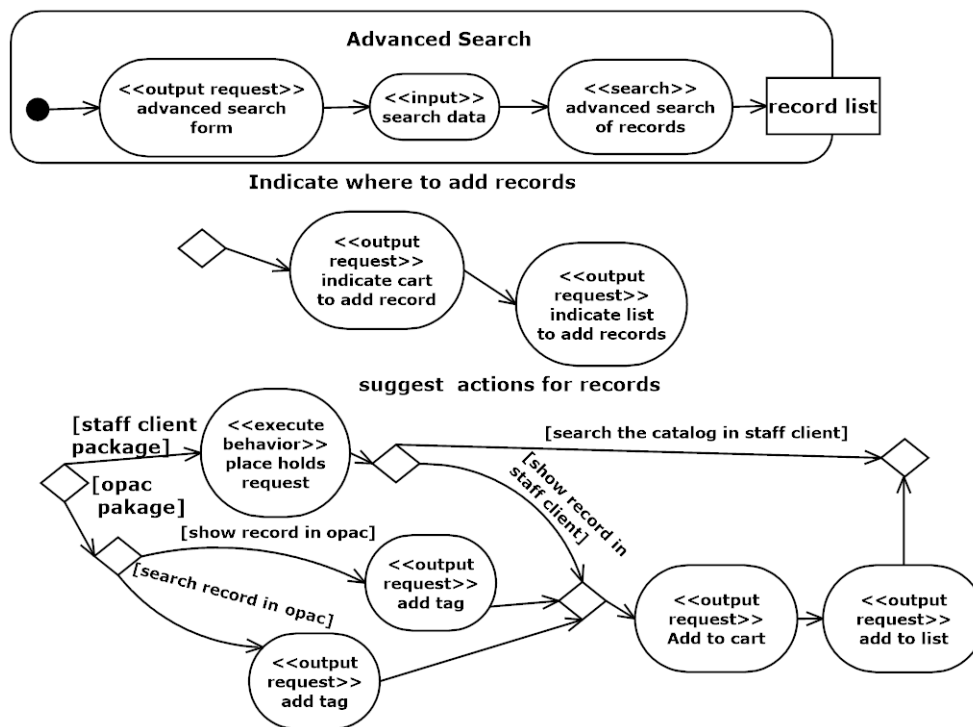 Advanced Search
<<output request>>
advanced search
form
<<input>>
search data
<<search>>
advanced search
of records
record list
Indicate where to add records
<<output
request>>
indicate cart
to add record
<<output
request>>
indicate list
to add records
suggest actions for records
[staff client
package]
<<execute
behavior>>
place holds
request
[search the catalog in staff client]
[opac
pakage]
[show record in
staff client]
[show record in opac]
[search record in opac]
<<output
request>>
add tag
<<output
request>>
add tag
<<output
request>>
Add to cart
<<output
request>>
add to list